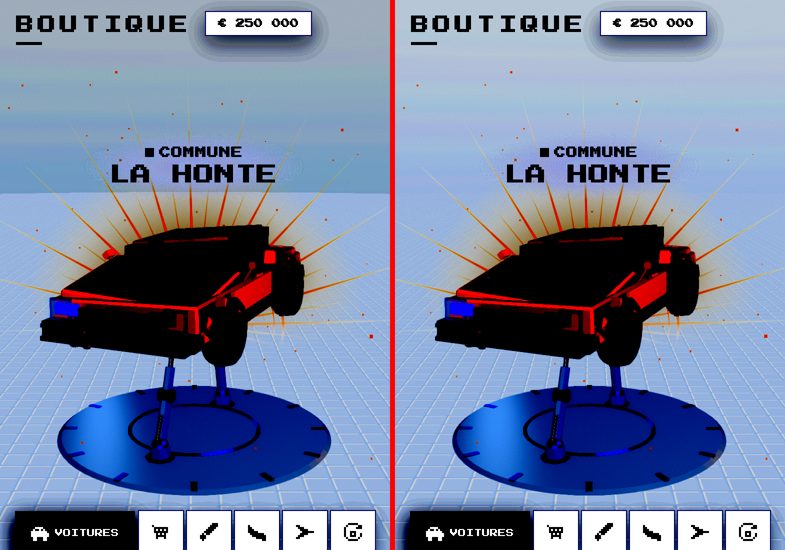 BOUTIQUE
€ 250 000
COMMUNE
LA HONTE
VOITURES
BOUTIQUE
€ 250 000
COMMUNE
LA HONTE
VOITURES